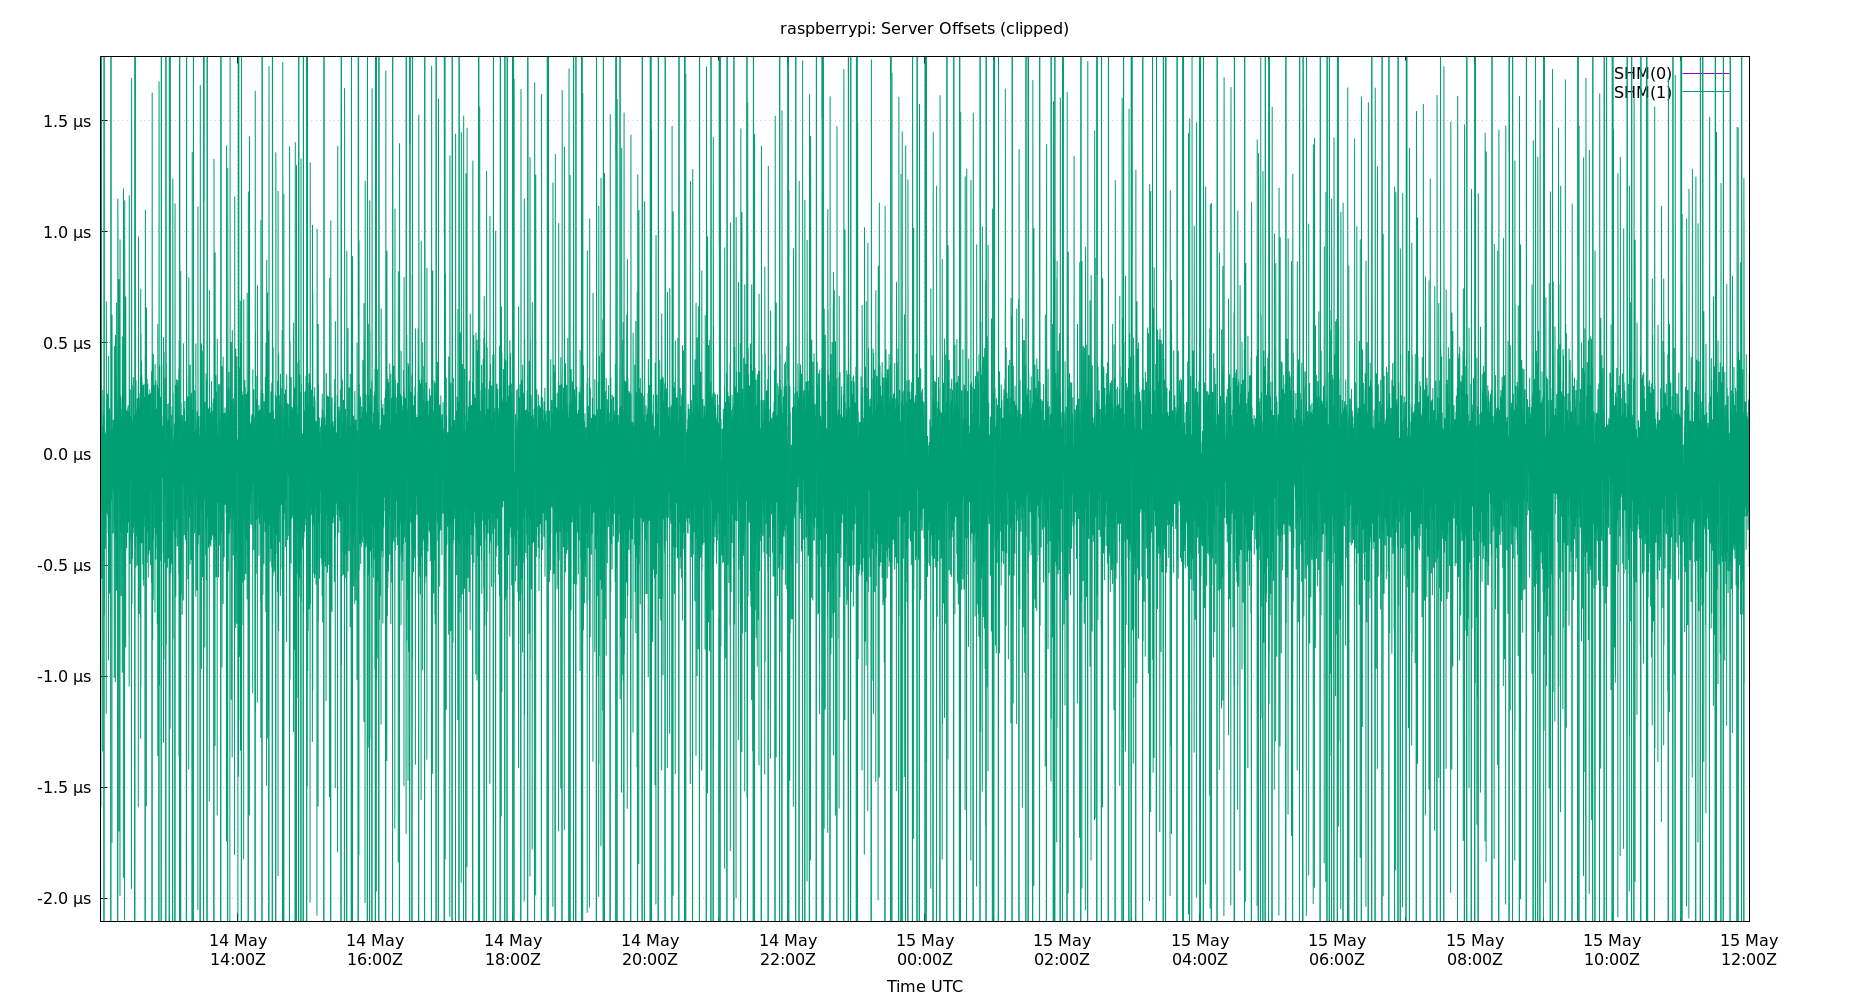 raspberrypi: Server Offsets (clipped)
SHM(0)
SHM(1)
1.5 µs
1.0 µs
0.5 µs
0.0 µs
-0.5 µs
-1.0 µs
-1.5 µs
-2.0 µs
14 May 14 May 14 May 14 May 14 May 15 May 15 May 15 May 15 May 15 May 15 May 15 May
14:00Z 16:00Z 18:00Z 20:00Z 22:00Z 00:00Z 02:00Z 04:00Z 06:00Z 08:00Z 10:00Z 12:00Z
Time UTC